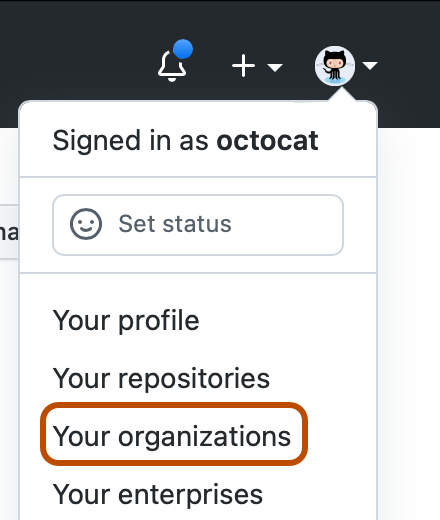 Signed in as octocat
na
Set status
Your profile
Your repositories
Your organizations
Your enterprises